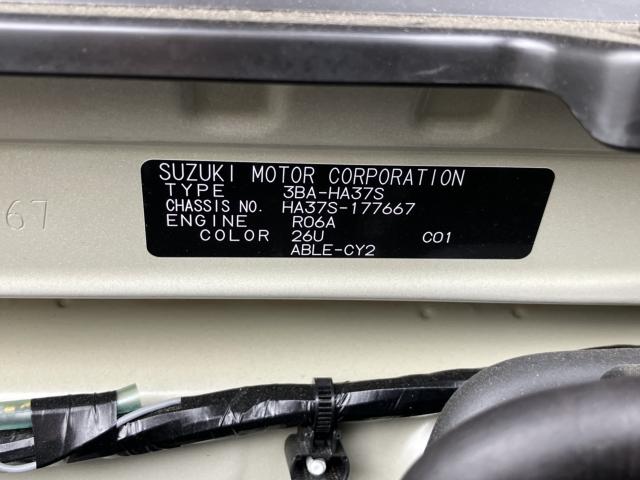 SUZUKI MOTOR CORPORATION
TYPE 3BA-HA37S
CHASSIS NO. HA37S-177667
ENGINE R06A
COLOR 26U C01
ABLE-CY2
67